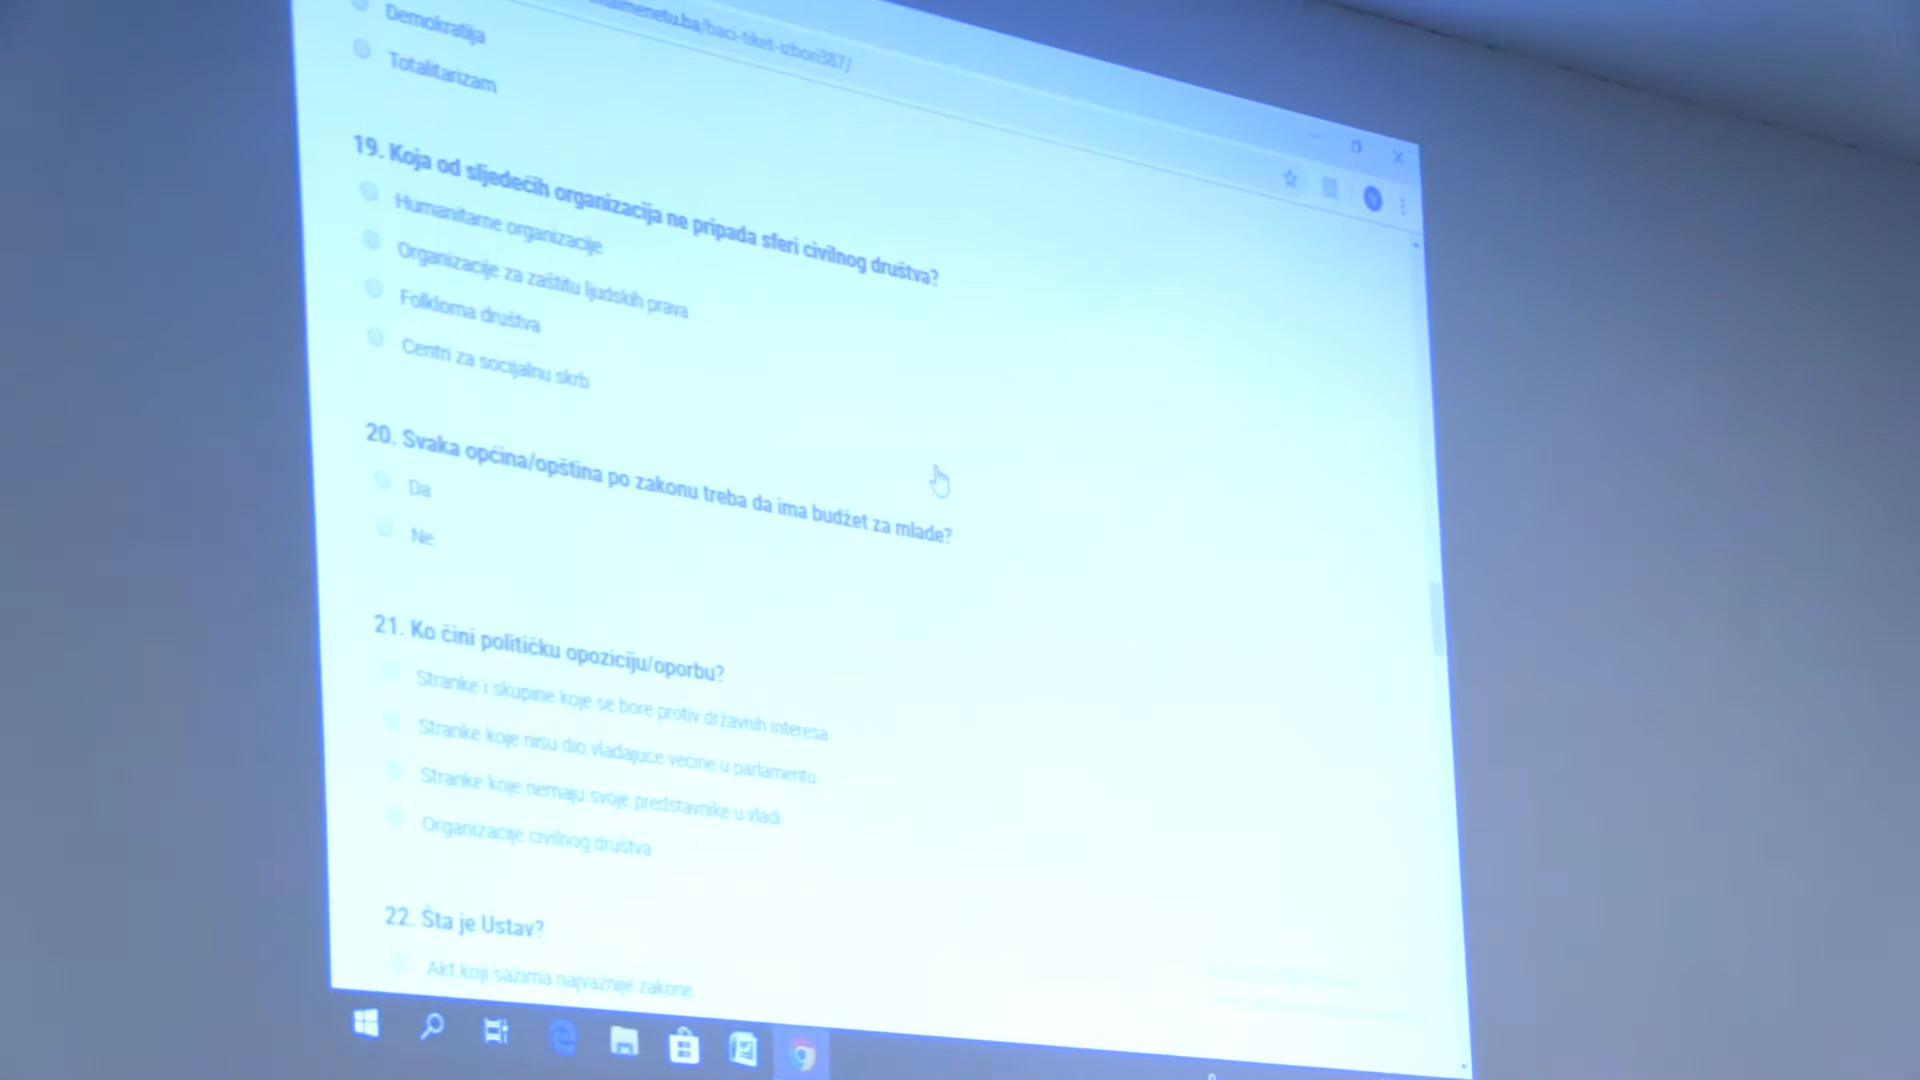 Demokratija
Totalitarizam
19. Koja od sljedećih organizacija ne pripada sferi civilnog društva?
Humanitarne organizacije
Organizacije za zaštitu ljudskih prava
Folklorna društva
Centri za socijalnu skrb
20. Svaka općina/opština po zakonu treba da ima budžet za mlade?
Da
Ne
21. Ko čini političku opoziciju/oporbu?
Stranke i skupine koje se bore protiv državnih interesa
Stranke koje nisu dio vladajuće većine u parlamentu
Stranke koje nemaju svoje predstavnike u vladi
Organizacije civilnog društva
22. Šta je Ustav?
Akt koji sažima najvažnije zakone